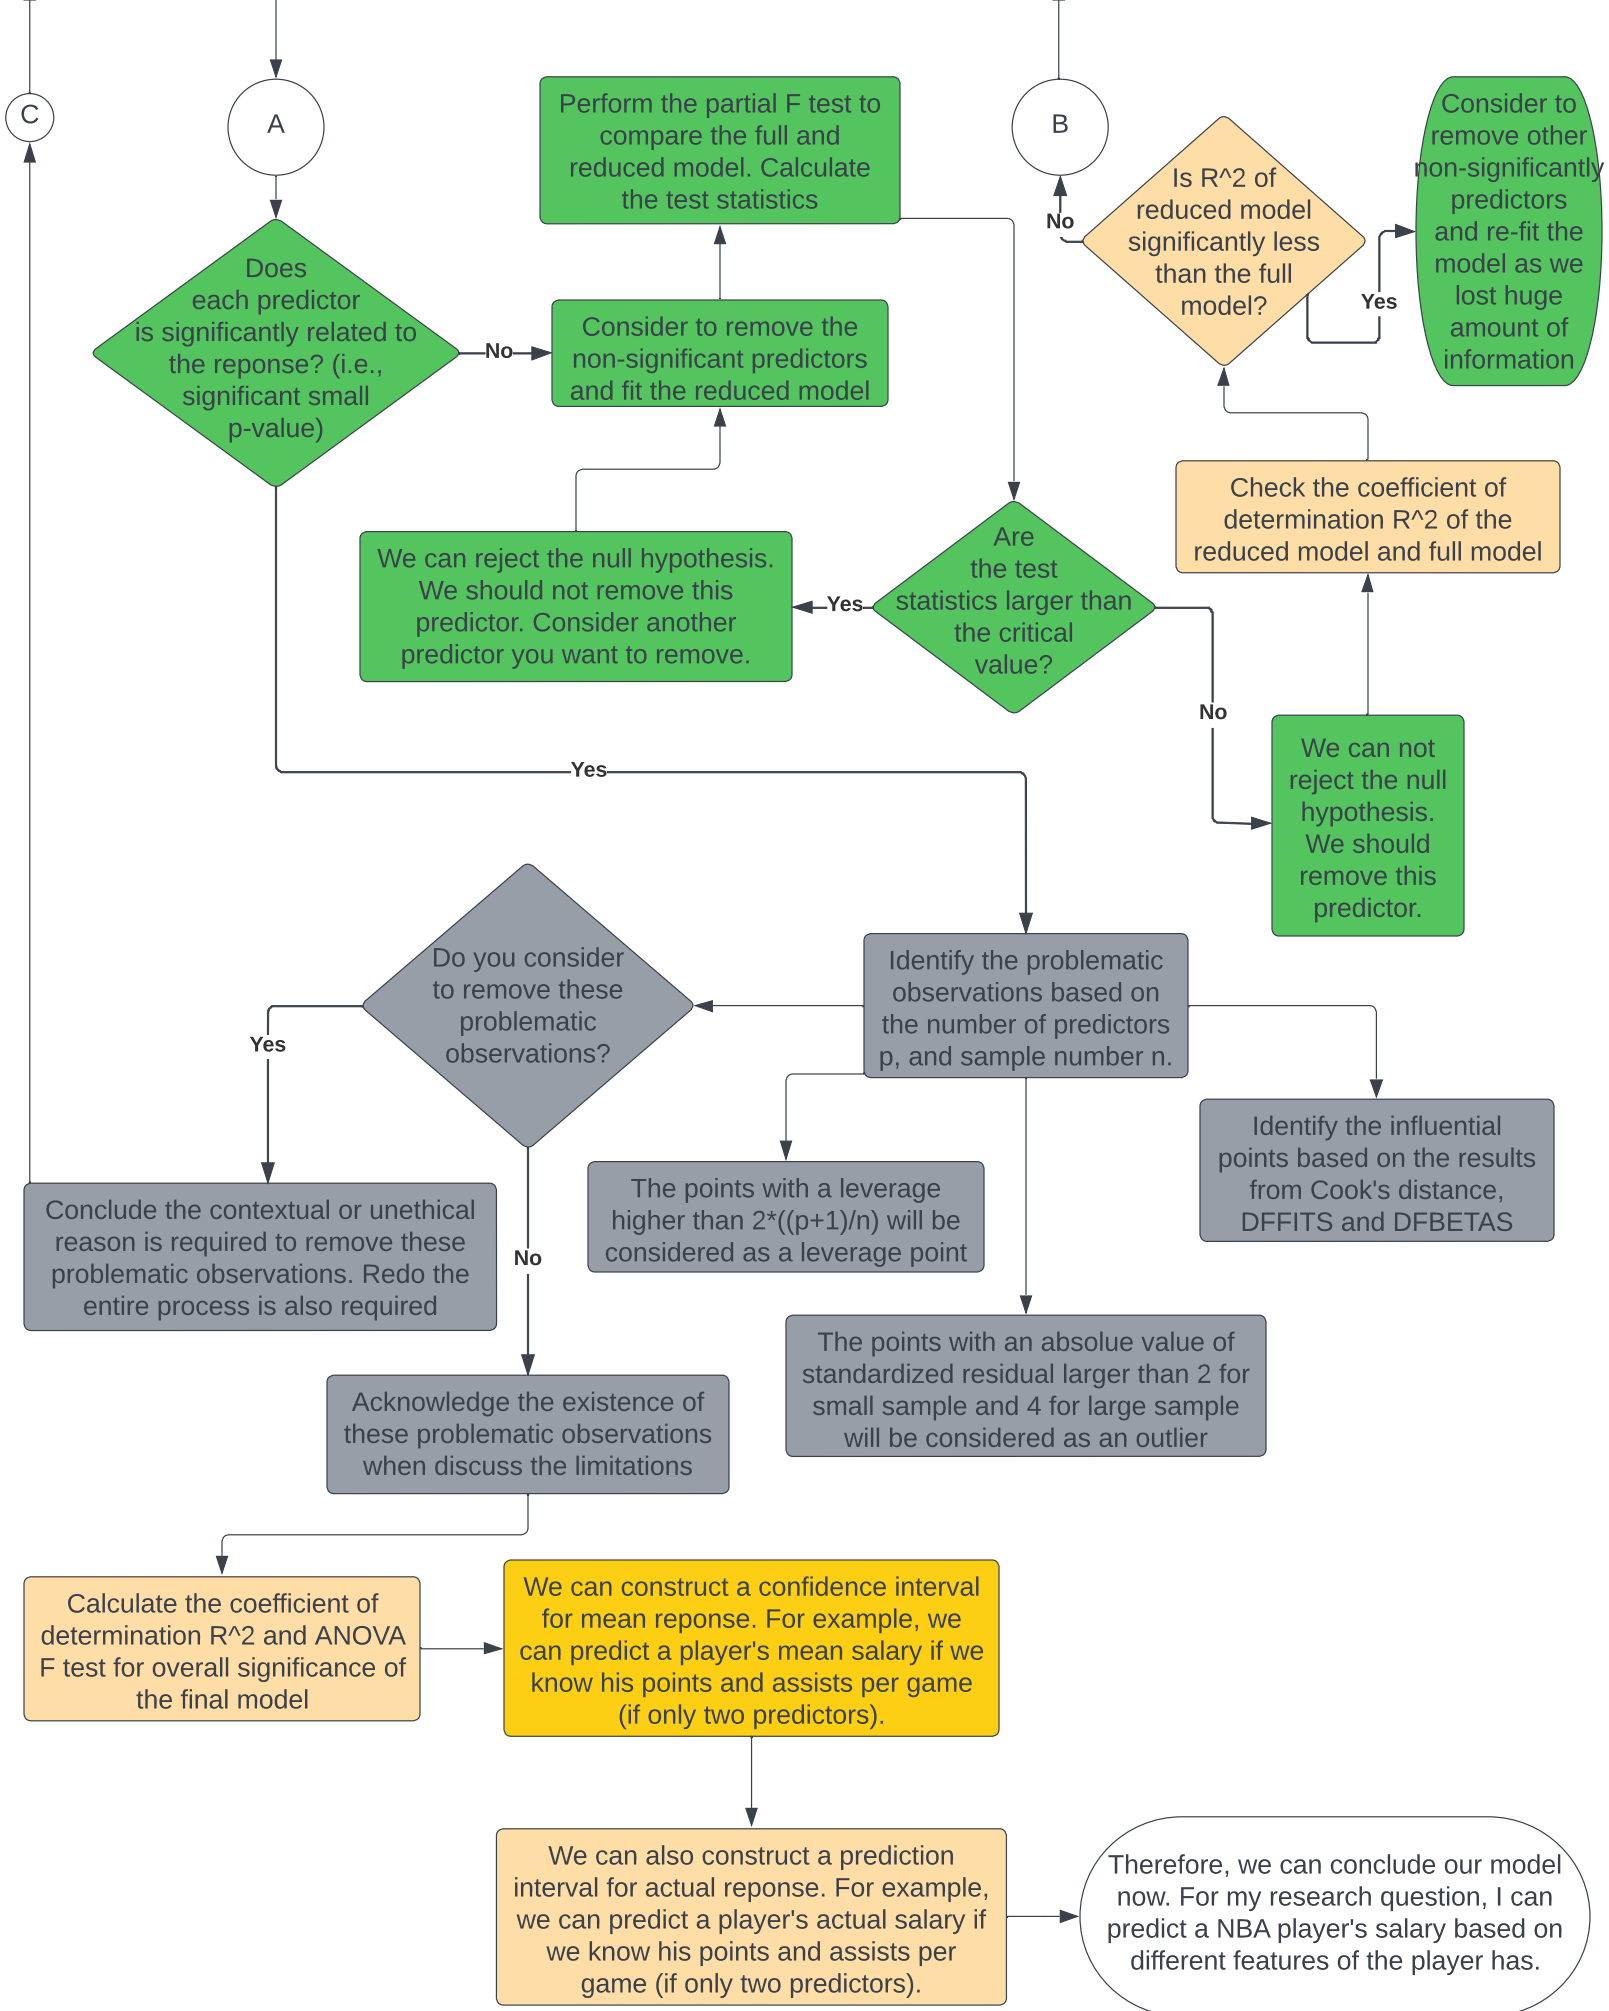 C
A
Perform the partial F test to
compare the full and
reduced model. Calculate
the test statistics
B
Consider to
remove other
non-significantly
predictors
and re-fit the
model as we
lost huge
amount of
information
Is R^2 of
reduced model
significantly less
than the full
model?
No
Yes
Does
each predictor
is significantly related to
the reponse? (i.e.,
significant small
p-value)
No
Consider to remove the
non-significant predictors
and fit the reduced model
Check the coefficient of
determination R^2 of the
reduced model and full model
We can reject the null hypothesis.
We should not remove this
predictor. Consider another
predictor you want to remove.
Yes
Are
the test
statistics larger than
the critical
value?
No
We can not
reject the null
hypothesis.
We should
remove this
predictor.
Yes
Do you consider
to remove these
problematic
observations?
Identify the problematic
observations based on
the number of predictors
p, and sample number n.
Yes
Identify the influential
points based on the results
from Cook's distance,
DFFITS and DFBETAS
The points with a leverage
higher than 2*((p+1)/n) will be
considered as a leverage point
Conclude the contextual or unethical
reason is required to remove these
problematic observations. Redo the
entire process is also required
No
The points with an absolue value of
standardized residual larger than 2 for
small sample and 4 for large sample
will be considered as an outlier
Acknowledge the existence of
these problematic observations
when discuss the limitations
Calculate the coefficient of
determination R^2 and ANOVA
F test for overall significance of
the final model
We can construct a confidence interval
for mean reponse. For example, we
can predict a player's mean salary if we
know his points and assists per game
(if only two predictors).
We can also construct a prediction
interval for actual reponse. For example,
we can predict a player's actual salary if
we know his points and assists per
game (if only two predictors).
Therefore, we can conclude our model
now. For my research question, I can
predict a NBA player's salary based on
different features of the player has.